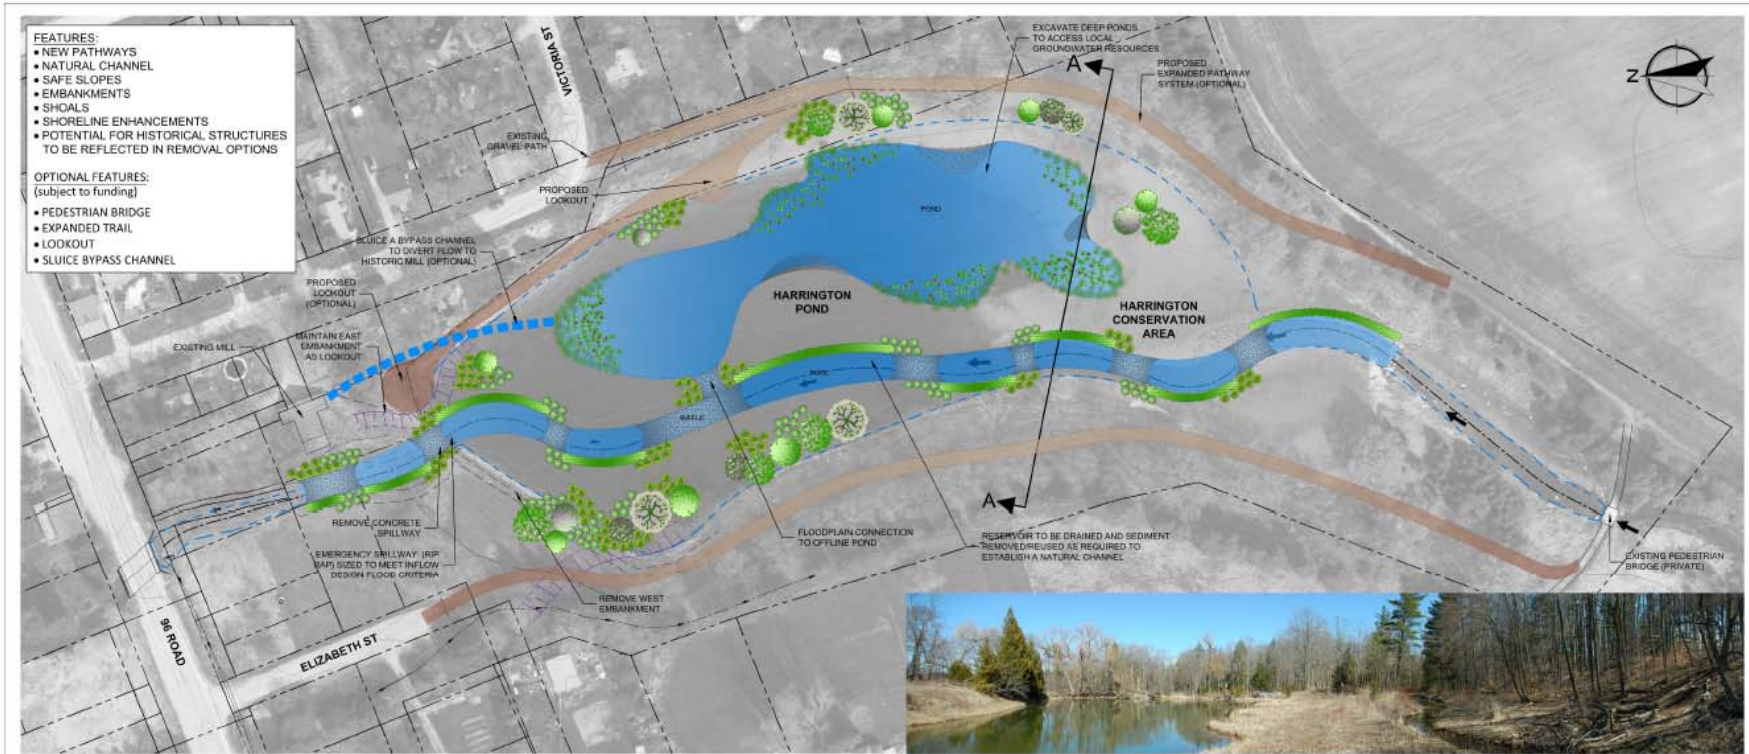 FEATURES:
• NEW PATHWAYS
• NATURAL CHANNEL
• SAFE SLOPES
• EMBANKMENTS
• SHOALS
• SHORELINE ENHANCEMENTS
• POTENTIAL FOR HISTORICAL STRUCTURES
TO BE REFLECTED IN REMOVAL OPTIONS
OPTIONAL FEATURES:
(subject to funding)
• PEDESTRIAN BRIDGE
• EXPANDED TRAIL
• LOOKOUT
• SLUICE BYPASS CHANNEL
VICTORIA ST
EXCAVATE DEEP PONDS
TO ACCESS LOCAL
GROUNDWATER RESOURCES
A
PROPOSED
EXPANDED PATHWAY
SYSTEM (OPTIONAL)
Z
EXISTING
GRAVEL PATH
PROPOSED
LOOKOUT
POND
SLUICE A BYPASS CHANNEL
TO DIVERT FLOW TO
HISTORIC MILL (OPTIONAL)
PROPOSED
LOOKOUT
(OPTIONAL)
HARRINGTON
POND
HARRINGTON
CONSERVATION
AREA
EXISTING MILL
MAINTAIN EAST
EMBANKMENT
AS LOOKOUT
RIFFLE
A
REMOVE CONCRETE
SPILLWAY
EMERGENCY SPILLWAY (RIP
RAP) SIZED TO MEET INFLOW
DESIGN FLOOD CRITERIA
FLOODPLAIN CONNECTION
TO OFFLINE POND
RESERVOIR TO BE DRAINED AND SEDIMENT
REMOVED/REUSED AS REQUIRED TO
ESTABLISH A NATURAL CHANNEL
EXISTING PEDESTRIAN
BRIDGE (PRIVATE)
REMOVE WEST
EMBANKMENT
96 ROAD
ELIZABETH ST